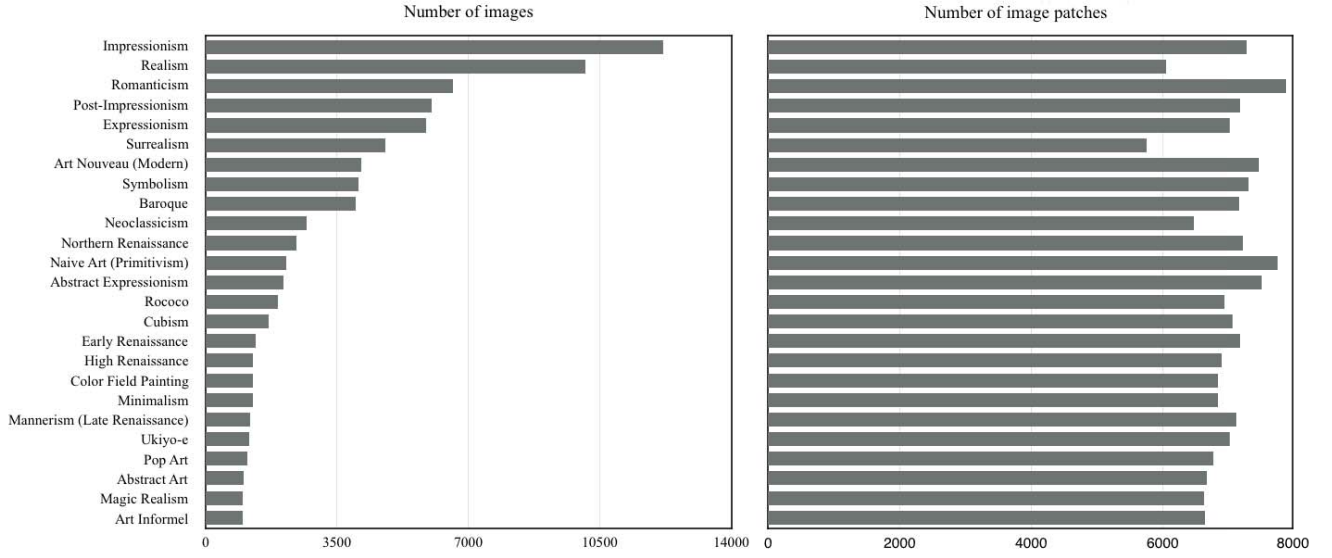 Number of images
Number of image patches
Impressionism
Realism
Romanticism
Post-Impressionism
Expressionism
Surrealism
Art Nouveau (Modern)
Symbolism
Baroque
Neoclassicism
Northern Renaissance
Naive Art (Primitivism)
Abstract Expressionism
Rococo
Cubism
Early Renaissance
High Renaissance
Color Field Painting
Minimalism
Mannerism (Late Renaissance)
Ukiyo-e
Pop Art
Abstract Art
Magic Realism
Art Informel
0 3500 7000 10500 14000
0 2000 4000 6000 8000